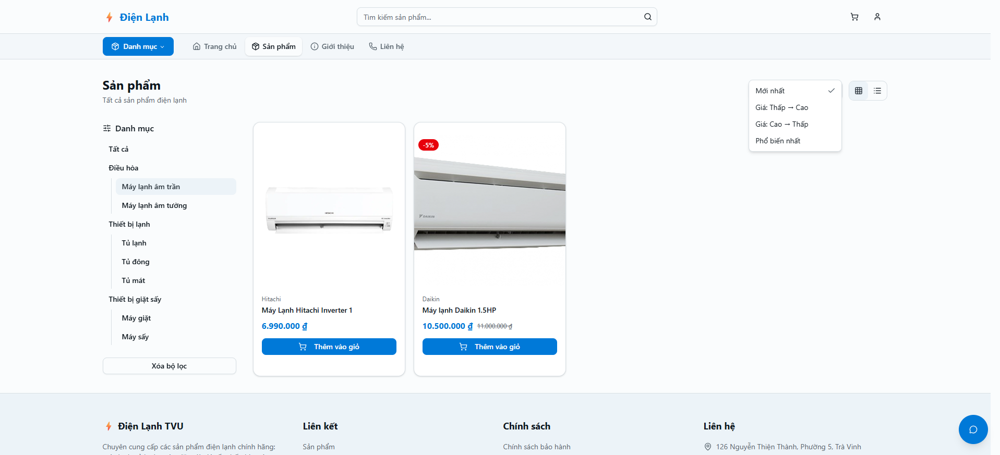 Điện Lạnh
Tìm kiếm sản phẩm...
Danh mục
Trang chủ
Sản phẩm
Giới thiệu
Liên hệ
Sản phẩm
Tất cả sản phẩm điện lạnh
Mới nhất
Giá: Thấp → Cao
Giá: Cao → Thấp
Phổ biến nhất
Danh mục
Tất cả
Điều hòa
Máy lạnh âm trần
Máy lạnh âm tường
Thiết bị lạnh
Tủ lạnh
Tủ đông
Tủ mát
Thiết bị giặt sấy
Máy giặt
Máy sấy
Xóa bộ lọc
HITACHI
Hitachi
Máy Lạnh Hitachi Inverter 1
6.990.000 ₫
Thêm vào giỏ
-5%
DAIKIN
Daikin
Máy lạnh Daikin 1.5HP
10.500.000 ₫ 11.000.000 ₫
Thêm vào giỏ
Điện Lạnh TVU
Chuyên cung cấp các sản phẩm điện lạnh chính hãng:
Liên kết
Sản phẩm
Chính sách
Chính sách bảo hành
Liên hệ
126 Nguyễn Thiện Thành, Phường 5, Trà Vinh